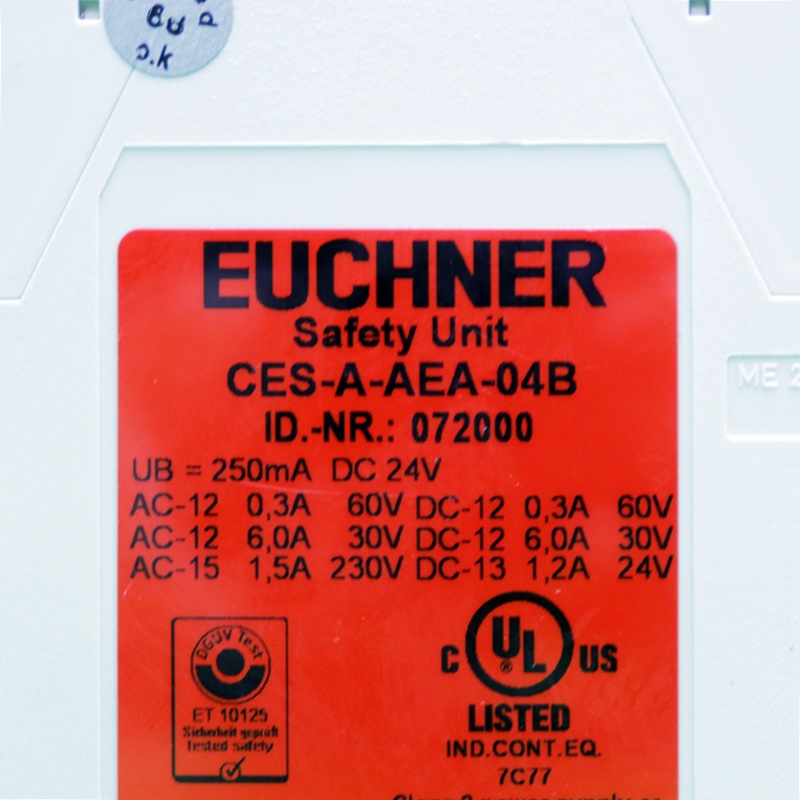 o.k
EUCHNER
Safety Unit
CES-A-AEA-04B
ID.-NR.: 072000
UB = 250mA DC 24V
AC-12 0,3A 60V DC-12 0,3A 60V
AC-12 6,0A 30V DC-12 6,0A 30V
AC-15 1,5A 230V DC-13 1,2A 24V
DGUV Test
ET 10125
Sicherheit geprüft
tested safety
C UL ® US
LISTED
IND.CONT.EQ.
7C77
ME 2